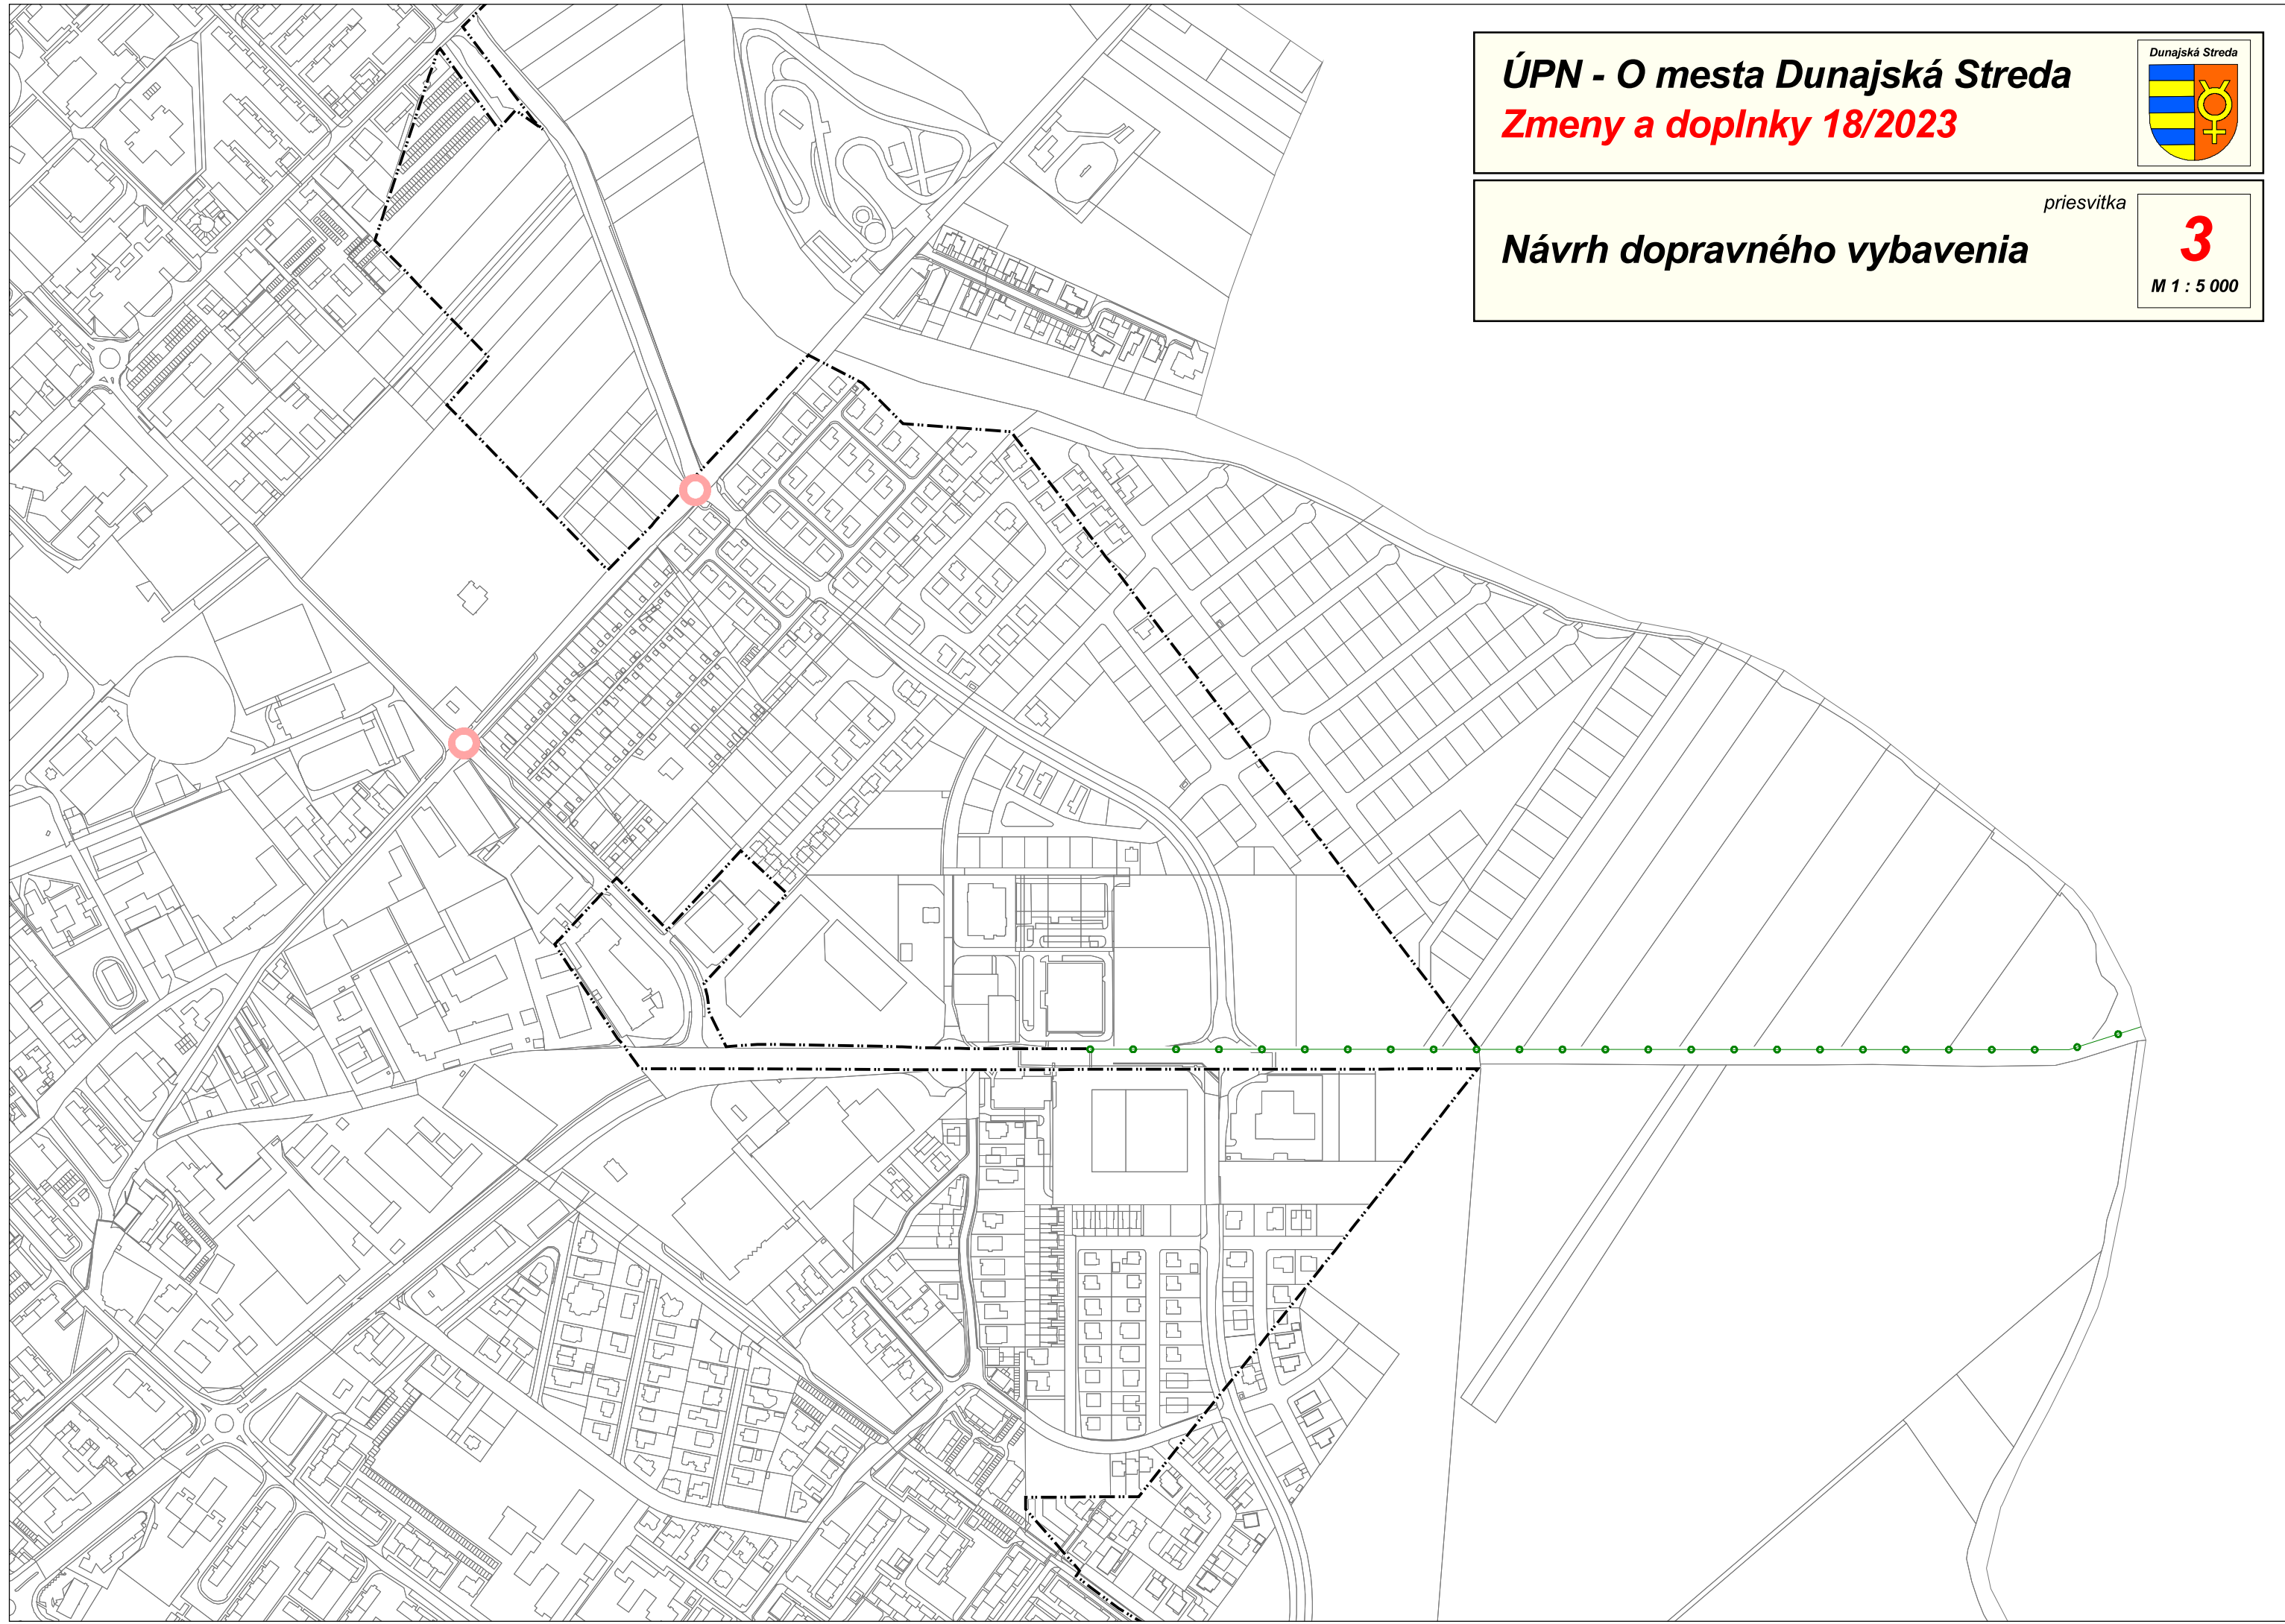 ÚPN - O mesta Dunajská Streda
Zmeny a doplnky 18/2023
Dunajská Streda
priesvitka
Návrh dopravného vybavenia
3
M 1 : 5 000